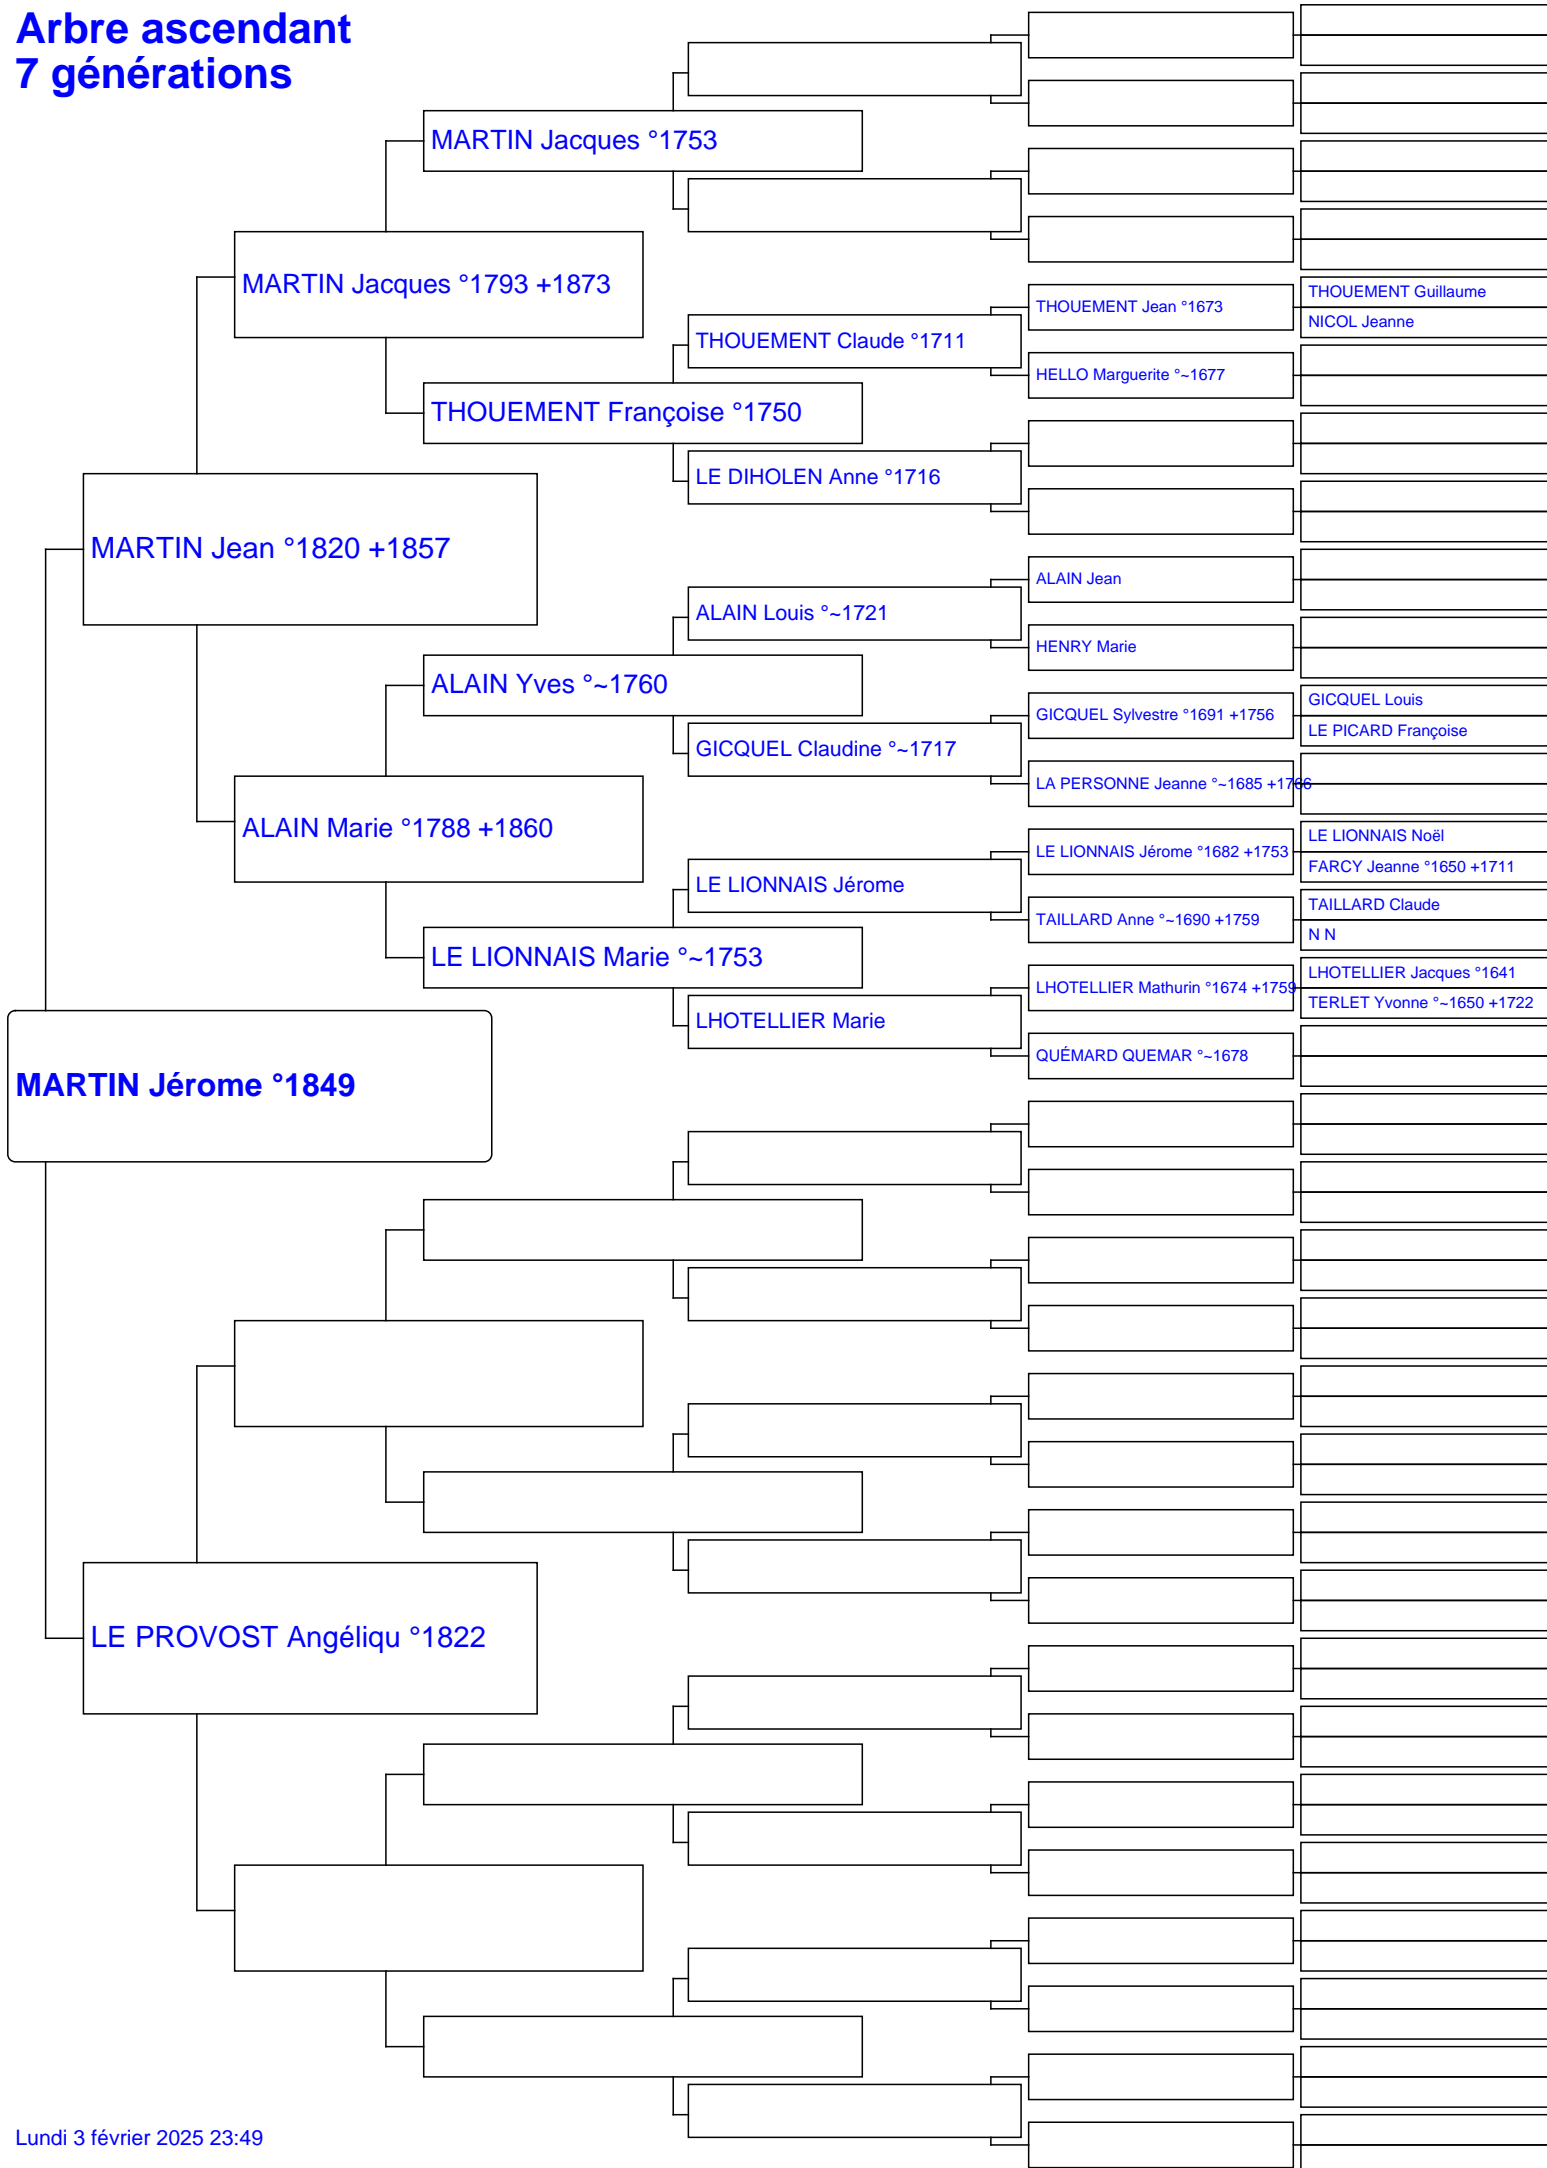 Arbre ascendant
7 générations
MARTIN Jacques °1753
MARTIN Jacques °1793 +1873
THOUEMENT Jean °1673
THOUEMENT Guillaume
NICOL Jeanne
THOUEMENT Claude °1711
HELLO Marguerite °~1677
THOUEMENT Françoise °1750
LE DIHOLEN Anne °1716
MARTIN Jean °1820 +1857
ALAIN Jean
ALAIN Louis °~1721
HENRY Marie
ALAIN Yves °~1760
GICQUEL Sylvestre °1691 +1756
GICQUEL Louis
LE PICARD Françoise
GICQUEL Claudine °~1717
LA PERSONNE Jeanne °~1685 +1766
ALAIN Marie °1788 +1860
LE LIONNAIS Jérome °1682 +1753
LE LIONNAIS Noël
FARCY Jeanne °1650 +1711
LE LIONNAIS Jérome
TAILLARD Anne °~1690 +1759
TAILLARD Claude
N N
LE LIONNAIS Marie °~1753
LHOTELLIER Mathurin °1674 +1759
LHOTELLIER Jacques °1641
TERLET Yvonne °~1650 +1722
LHOTELLIER Marie
QUÉMARD QUEMAR °~1678
MARTIN Jérome °1849
LE PROVOST Angéliqu °1822
Lundi 3 février 2025 23:49